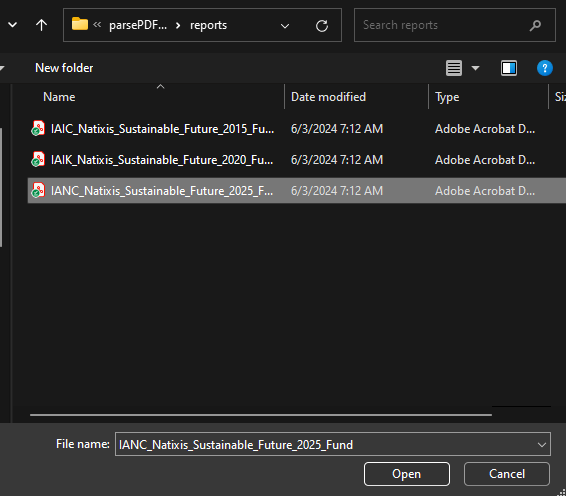 « parsePDF... › reports Search reports
New folder
Name Date modified Type Siz
IAIC_Natixis_Sustainable_Future_2015_Fu... 6/3/2024 7:12 AM Adobe Acrobat D...
IAIK_Natixis_Sustainable_Future_2020_Fu... 6/3/2024 7:12 AM Adobe Acrobat D...
IANC_Natixis_Sustainable_Future_2025_F... 6/3/2024 7:12 AM Adobe Acrobat D...
File name: IANC_Natixis_Sustainable_Future_2025_Fund
Open Cancel